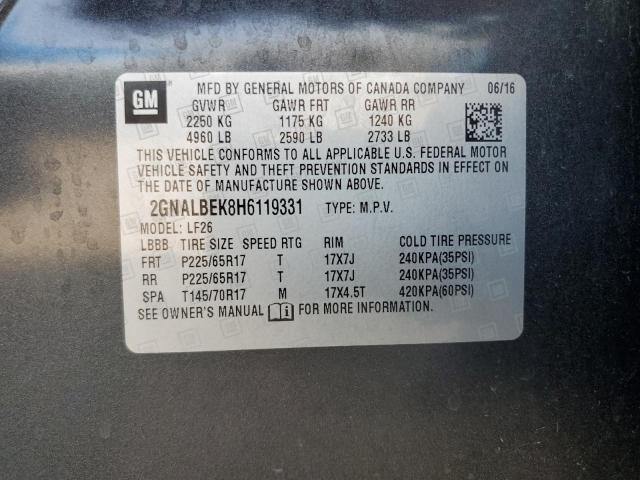 GM
MFD BY GENERAL MOTORS OF CANADA COMPANY 06/16
GVWR GAWR FRT GAWR RR
2250 KG 1175 KG 1240 KG
4960 LB 2590 LB 2733 LB
THIS VEHICLE CONFORMS TO ALL APPLICABLE U.S. FEDERAL MOTOR
VEHICLE SAFETY AND THEFT PREVENTION STANDARDS IN EFFECT ON
THE DATE OF MANUFACTURE SHOWN ABOVE.
2GNALBEK8H6119331 TYPE: M.P.V.
MODEL: LF26
LBBB TIRE SIZE SPEED RTG RIM COLD TIRE PRESSURE
FRT P225/65R17 T 17X7J 240KPA(35PSI)
RR P225/65R17 T 17X7J 240KPA(35PSI)
SPA T145/70R17 M 17X4.5T 420KPA(60PSI)
SEE OWNER'S MANUAL FOR MORE INFORMATION.